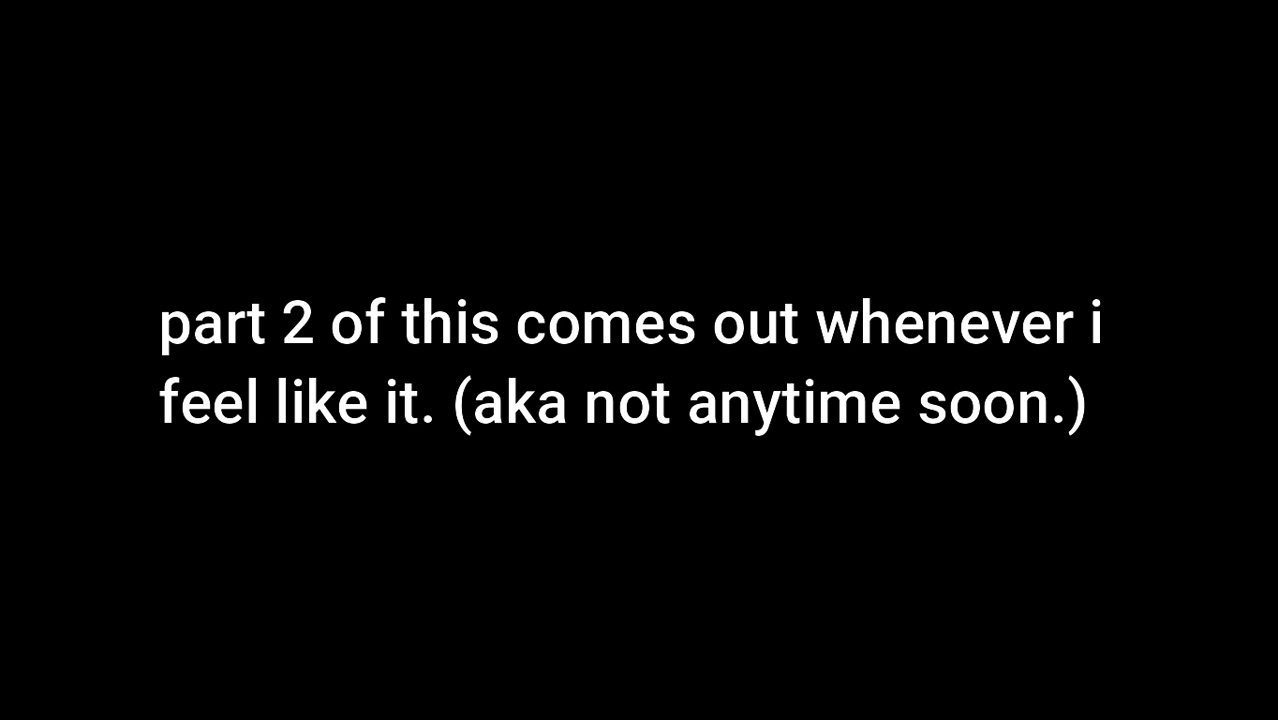 part 2 of this comes out whenever i
feel like it. (aka not anytime soon.)